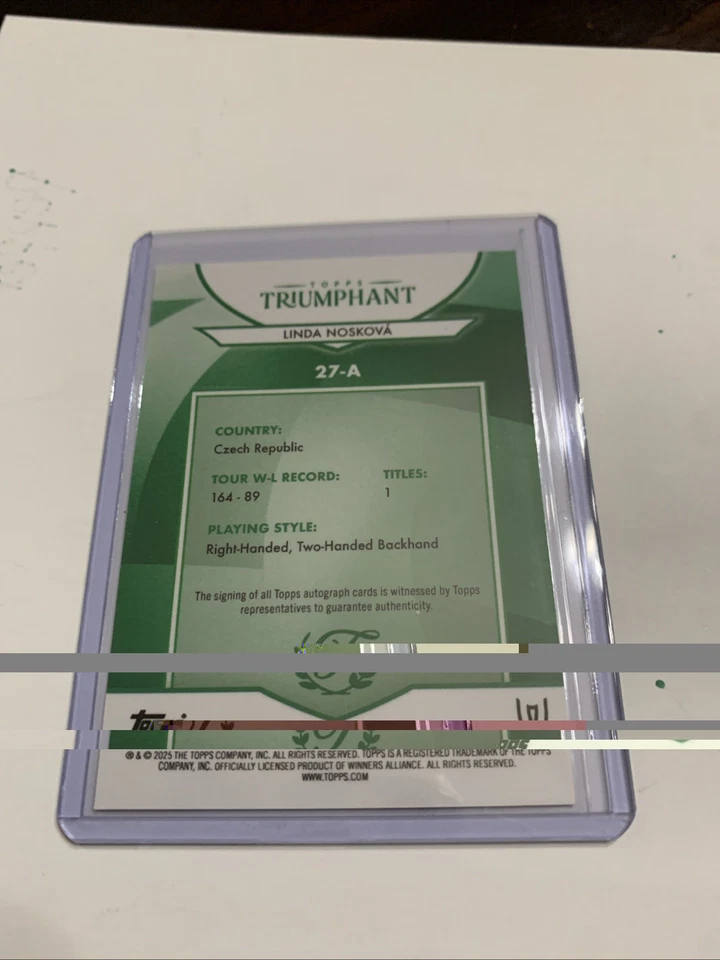 TOPPS
TRIUMPHANT
LINDA NOSKOVÁ
27-A
COUNTRY:
Czech Republic
TOUR W-L RECORD: TITLES:
164 - 89 1
PLAYING STYLE:
Right-Handed, Two-Handed Backhand
The signing of all Topps autograph cards is witnessed by Topps
representatives to guarantee authenticity.
® & © 2025 THE TOPPS COMPANY, INC. ALL RIGHTS RESERVED. TOPPS IS A REGISTERED TRADEMARK OF THE TOPPS
COMPANY, INC. OFFICIALLY LICENSED PRODUCT OF WINNERS ALLIANCE. ALL RIGHTS RESERVED.
WWW.TOPPS.COM